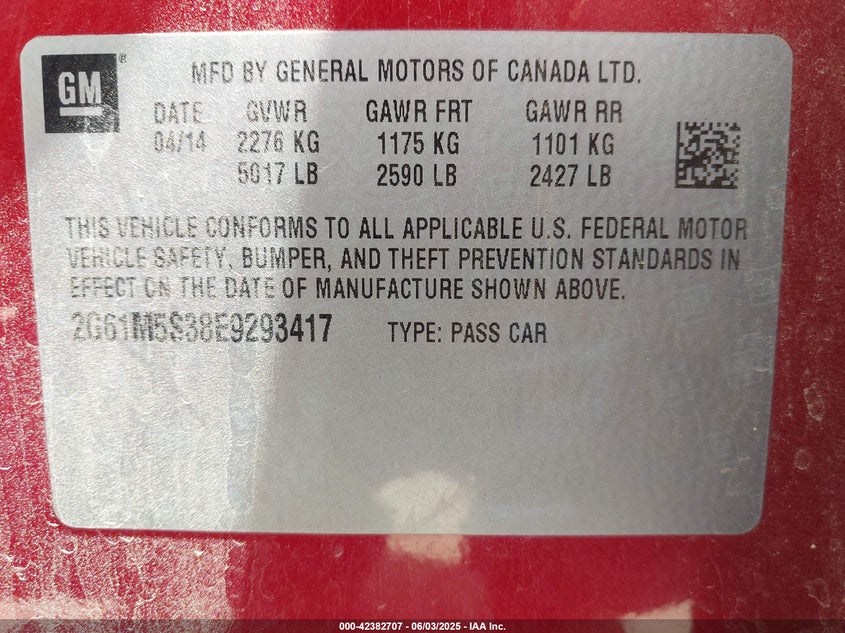 GM ®
MFD BY GENERAL MOTORS OF CANADA LTD.
DATE GVWR GAWR FRT GAWR RR
04/14 2276 KG 1175 KG 1101 KG
5017 LB 2590 LB 2427 LB
THIS VEHICLE CONFORMS TO ALL APPLICABLE U.S. FEDERAL MOTOR
VEHICLE SAFETY, BUMPER, AND THEFT PREVENTION STANDARDS IN
EFFECT ON THE DATE OF MANUFACTURE SHOWN ABOVE.
2G61M5S38E9293417 TYPE: PASS CAR
000-42382707 - 06/03/2025 - IAA Inc.